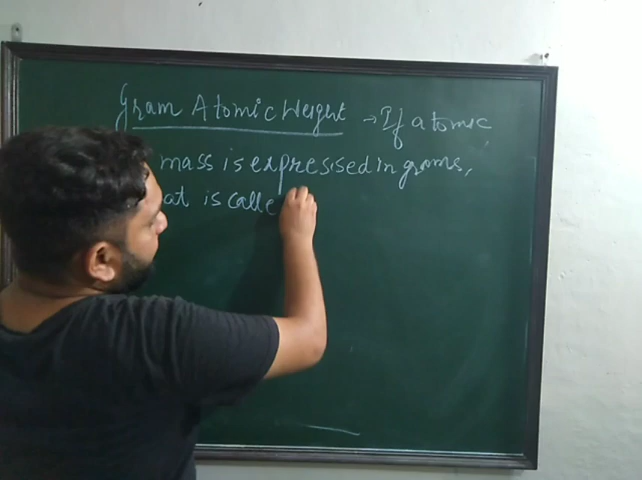 Gram Atomic Weight → If atomic
mass is expressed in grams,
at is calle